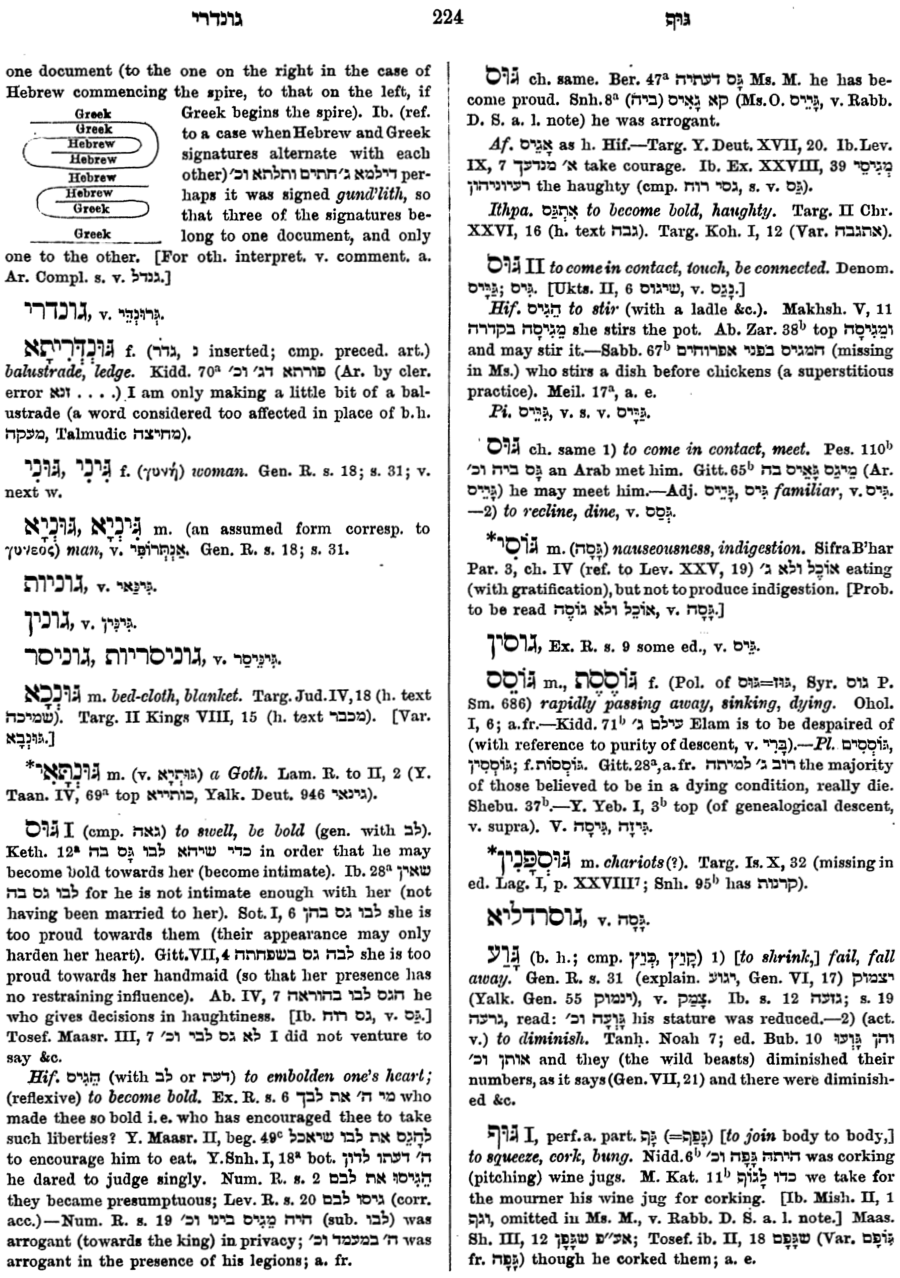 גונדרי
224
גּוּף
one document (to the one on the right in the case of
Hebrew commencing the spire, to that on the left, if
Greek begins the spire). Ib. (ref.
to a case when Hebrew and Greek
signatures alternate with each
other) דילמא ג׳ חתים ותלתא וכ׳ per-
haps it was signed gund’lith, so
that three of the signatures be-
long to one document, and only
Greek
Greek
Hebrew
Hebrew
Hebrew
Hebrew
Greek
Greek
one to the other. [For oth. interpret. v. comment. a.
Ar. Compl. s. v. גנדל.]
גונדרי, v. גְּרוּנְדֵּי.
גּוּנְדְּרִיתָא f. (גדר, נ inserted; cmp. preced. art.)
balustrade, ledge. Kidd. 70ᵃ פורתא דג׳ וכ׳ (Ar. by cler.
error זנא ....) I am only making a little bit of a bal-
ustrade (a word considered too affected in place of b. h.
מעקה, Talmudic מחיצה).
גּוּנֵי, גִּינֵי f. (γυνή) woman. Gen. R. s. 18; s. 31; v.
next w.
גּוּנְיָא, גִּינְיָא m. (an assumed form corresp. to
γυνεος) man, v. אַנְתְּרוֹפֵּי. Gen. R. s. 18; s. 31.
גוניות, v. גִּינַּאי.
גונין, v. גִּינִּין.
גוניסריות, גוניסר, v. גִּינֵּיסַר.
גּוּנְכָא m. bed-cloth, blanket. Targ. Jud. IV, 18 (h. text
שמיכה). Targ. II Kings VIII, 15 (h. text מכבר). [Var.
גּוּנְבָא.]
*גּוּנְתָּאי m. (v. גּוּתְיָא) a Goth. Lam. R. to II, 2 (Y.
Taan. IV, 69ᵃ top כותייא, Yalk. Deut. 946 גינאי).
גּוּס I (cmp. גאה) to swell, be bold (gen. with לב).
Keth. 12ᵃ כדי שיהא לבו גָּס בה in order that he may
become bold towards her (become intimate). Ib. 28ᵃ שאין
לבו גס בה for he is not intimate enough with her (not
having been married to her). Sot. I, 6 לבו גס בהן she is
too proud towards them (their appearance may only
harden her heart). Gitt. VII, 4 לבה גס בשפחתה she is too
proud towards her handmaid (so that her presence has
no restraining influence). Ab. IV, 7 הגס לבו בהוראה he
who gives decisions in haughtiness. [Ib. גס רוח, v. גַּס.]
Tosef. Maasr. III, 7 לא גס לבי וכ׳ I did not venture to
say &c.
Hif. הֵגִיס (with לב or דעת) to embolden one's heart;
(reflexive) to become bold. Ex. R. s. 6 מי ה׳ את לבך who
made thee so bold i. e. who has encouraged thee to take
such liberties? Y. Maasr. II, beg. 49ᶜ לְהָגֵס את לבו שיאכל
to encourage him to eat. Y. Snh. I, 18ᵃ bot. ה׳ דעתו לדון
he dared to judge singly. Num. R. s. 2 הֵגִיסוּ את לבם
they became presumptuous; Lev. R. s. 20 גיסו לבם (corr.
acc.)—Num. R. s. 19 היה מֵגִיס בינו וכ׳ (sub. לבו) was
arrogant (towards the king) in privacy; ה׳ במעמד וכ׳ was
arrogant in the presence of his legions; a. fr.
גּוּס ch. same. Ber. 47ᵃ גָּס דעתיה Ms. M. he has be-
come proud. Snh. 8ᵃ קא גָאֵיס (ביה) (Ms. O. גָּיֵיס, v. Rabb.
D. S. a. l. note) he was arrogant.
Af. אָגֵיס as h. Hif.—Targ. Y. Deut. XVII, 20. Ib. Lev.
IX, 7 א׳ מנדעך take courage. Ib. Ex. XXVIII, 39 מְגִיסֵי
רעיוניהון the haughty (cmp. גסי רוח, s. v. גַּס).
Ithpa. אִתְגַּס to become bold, haughty. Targ. II Chr.
XXVI, 16 (h. text גבה). Targ. Koh. I, 12 (Var. אתגבה).
גּוּס II to come in contact, touch, be connected. Denom.
גִּיס; גִּיֵּיס. [Ukts. II, 6 שיגוס, v. נָגַס.]
Hif. הֵגִיס to stir (with a ladle &c.). Makhsh. V, 11
מְגִיסָה בקדרה she stirs the pot. Ab. Zar. 38ᵇ top ומגיסה
and may stir it.—Sabb. 67ᵇ המגיס בפני אפרוחים (missing
in Ms.) who stirs a dish before chickens (a superstitious
practice). Meil. 17ᵃ, a. e.
Pi. גִּיֵּיס, v. s. v. גַּיָּיס.
גּוּס ch. same 1) to come in contact, meet. Pes. 110ᵇ
גָּס ביה וכ׳ an Arab met him. Gitt. 65ᵇ מֵיגַס גָּאֵיס בה (Ar.
גָּיֵיס) he may meet him.—Adj. גִּיס, גָּיֵיס familiar, v. גִּיס.
—2) to recline, dine, v. גְּסַס.
*גּוֹסִי m. (גָּסָה) nauseousness, indigestion. Sifra B'har
Par. 3, ch. IV (ref. to Lev. XXV, 19) אוֹכֵל ולא ג׳ eating
(with gratification), but not to produce indigestion. [Prob.
to be read אוֹכֵל ולא גוֹסֶה, v. גָּסָה.]
גוסין, Ex. R. s. 9 some ed., v. גַּיִס.
גּוֹסֵס m., גּוֹסֶסֶת f. (Pol. of גּוּס=גּוּז, Syr. גוס P.
Sm. 686) rapidly passing away, sinking, dying. Ohol.
I, 6; a. fr.—Kidd. 71ᵇ עילם ג׳ Elam is to be despaired of
(with reference to purity of descent, v. בָּרִי).—Pl. גּוֹסְסִים,
גּוֹסְסִין; f. גּוֹסְסוֹת. Gitt. 28ᵃ, a. fr. רוב ג׳ למיתה the majority
of those believed to be in a dying condition, really die.
Shebu. 37ᵇ.—Y. Yeb. I, 3ᵇ top (of genealogical descent,
v. supra). V. גִּיזָה, גִּיסָה.
*גּוּסְפָּנִין m. chariots(?). Targ. Is. X, 32 (missing in
ed. Lag. I, p. XXVIII⁷; Snh. 95ᵇ has קרנות).
גוסרדליא, v. גָּסָה.
גָּוַע (b. h.; cmp. קָנַץ, פְּנַץ) 1) [to shrink,] fail, fall
away. Gen. R. s. 31 (explain. יגוע, Gen. VI, 17) יצמוק
(Yalk. Gen. 55 ינמוק), v. צָמַק. Ib. s. 12 גזעה; s. 19
גרעה, read: גָּוְעָה וכ׳ his stature was reduced.—2) (act.
v.) to diminish. Tanḥ. Noah 7; ed. Bub. 10 והן גָּוְעוּ
אותן וכ׳ and they (the wild beasts) diminished their
numbers, as it says (Gen. VII, 21) and there were diminish-
ed &c.
גּוּף I, perf. a. part. גָּף (=גָּפַף) [to join body to body,]
to squeeze, cork, bung. Nidd. 6ᵇ היתה גָּפָה וכ׳ was corking
(pitching) wine jugs. M. Kat. 11ᵇ כדו לָגוּף we take for
the mourner his wine jug for corking. [Ib. Mish. II, 1
וגף, omitted in Ms. M., v. Rabb. D. S. a. l. note.] Maas.
Sh. III, 12 אע״פ שגָּפָן; Tosef. ib. II, 18 שגָּפָם (Var. גּוֹפָם
fr. גָּפָה) though he corked them; a. e.